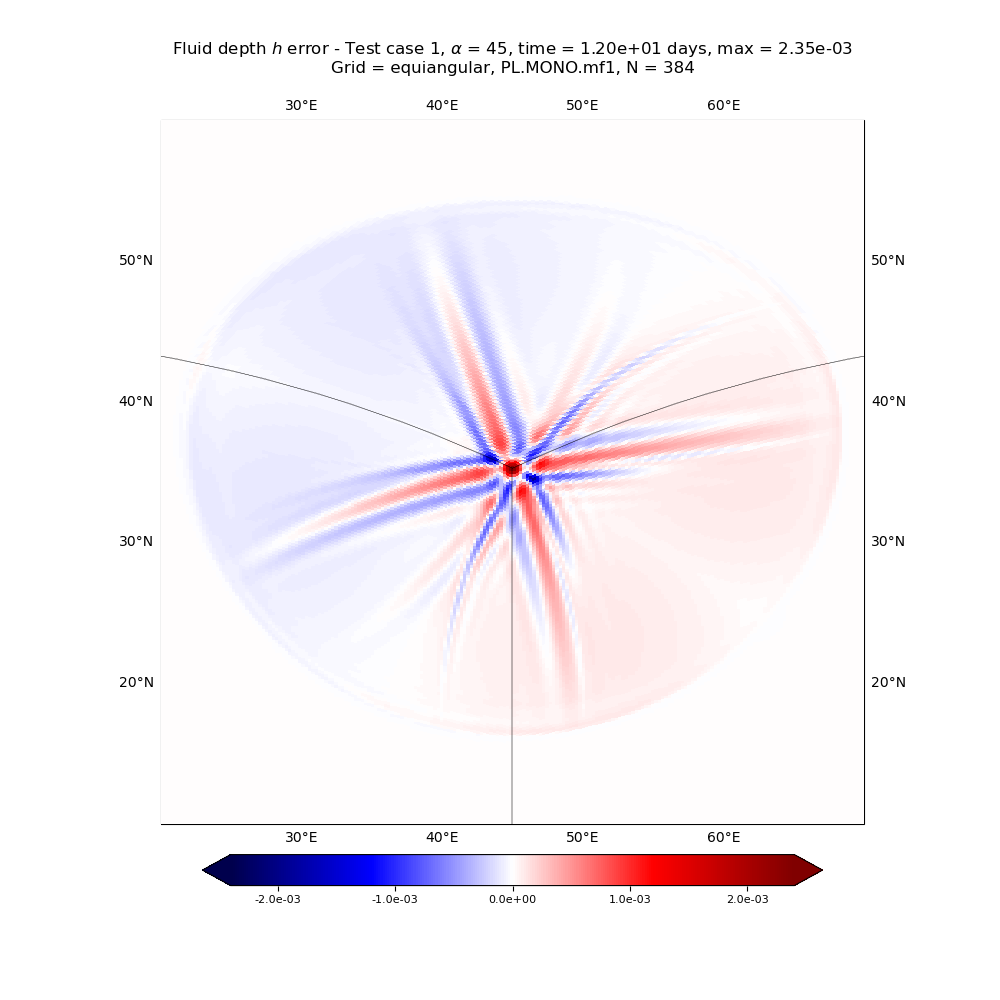 Fluid depth h error - Test case 1, α = 45, time = 1.20e+01 days, max = 2.35e-03
Grid = equiangular, PL.MONO.mf1, N = 384
30°E 40°E 50°E 60°E
50°N 50°N
40°N 40°N
30°N 30°N
20°N 20°N
30°E 40°E 50°E 60°E
-2.0e-03 -1.0e-03 0.0e+00 1.0e-03 2.0e-03